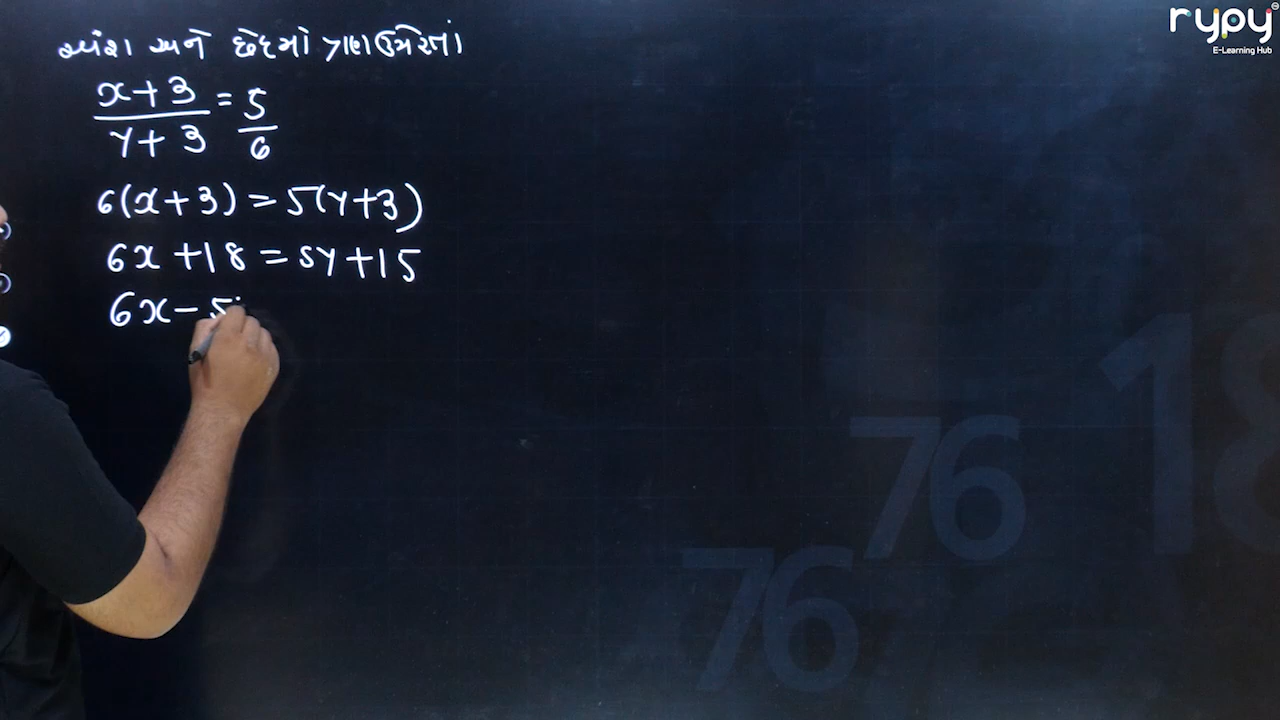 rypy
E-Learning Hub
અંશ અને છેદમાં ત્રણ ઉમેરતાં
x+3 = 5
y+3 6
6(x+3) = 5(y+3)
6x +18 = 5y+15
6x - 5
76
76
18